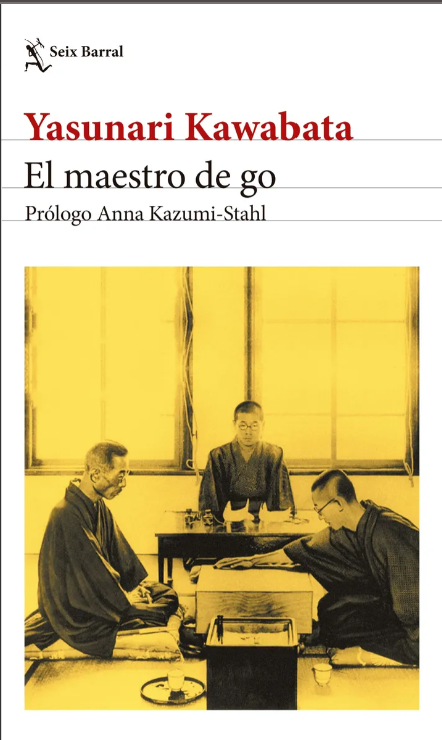 Seix Barral
Yasunari Kawabata
El maestro de go
Prólogo Anna Kazumi-Stahl